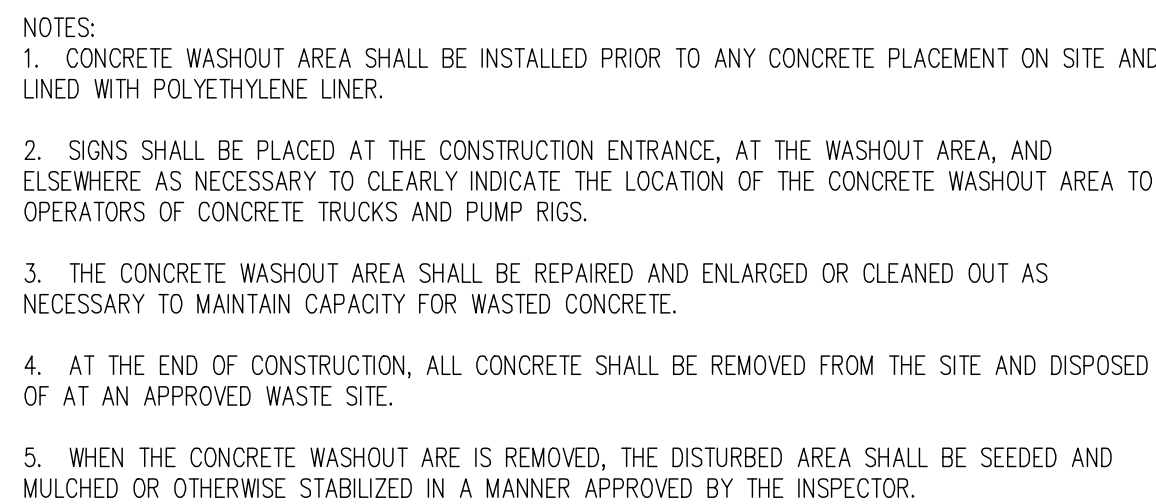 NOTES:
1. CONCRETE WASHOUT AREA SHALL BE INSTALLED PRIOR TO ANY CONCRETE PLACEMENT ON SITE AND
LINED WITH POLYETHYLENE LINER.
2. SIGNS SHALL BE PLACED AT THE CONSTRUCTION ENTRANCE, AT THE WASHOUT AREA, AND
ELSEWHERE AS NECESSARY TO CLEARLY INDICATE THE LOCATION OF THE CONCRETE WASHOUT AREA TO
OPERATORS OF CONCRETE TRUCKS AND PUMP RIGS.
3. THE CONCRETE WASHOUT AREA SHALL BE REPAIRED AND ENLARGED OR CLEANED OUT AS
NECESSARY TO MAINTAIN CAPACITY FOR WASTED CONCRETE.
4. AT THE END OF CONSTRUCTION, ALL CONCRETE SHALL BE REMOVED FROM THE SITE AND DISPOSED
OF AT AN APPROVED WASTE SITE.
5. WHEN THE CONCRETE WASHOUT ARE IS REMOVED, THE DISTURBED AREA SHALL BE SEEDED AND
MULCHED OR OTHERWISE STABILIZED IN A MANNER APPROVED BY THE INSPECTOR.